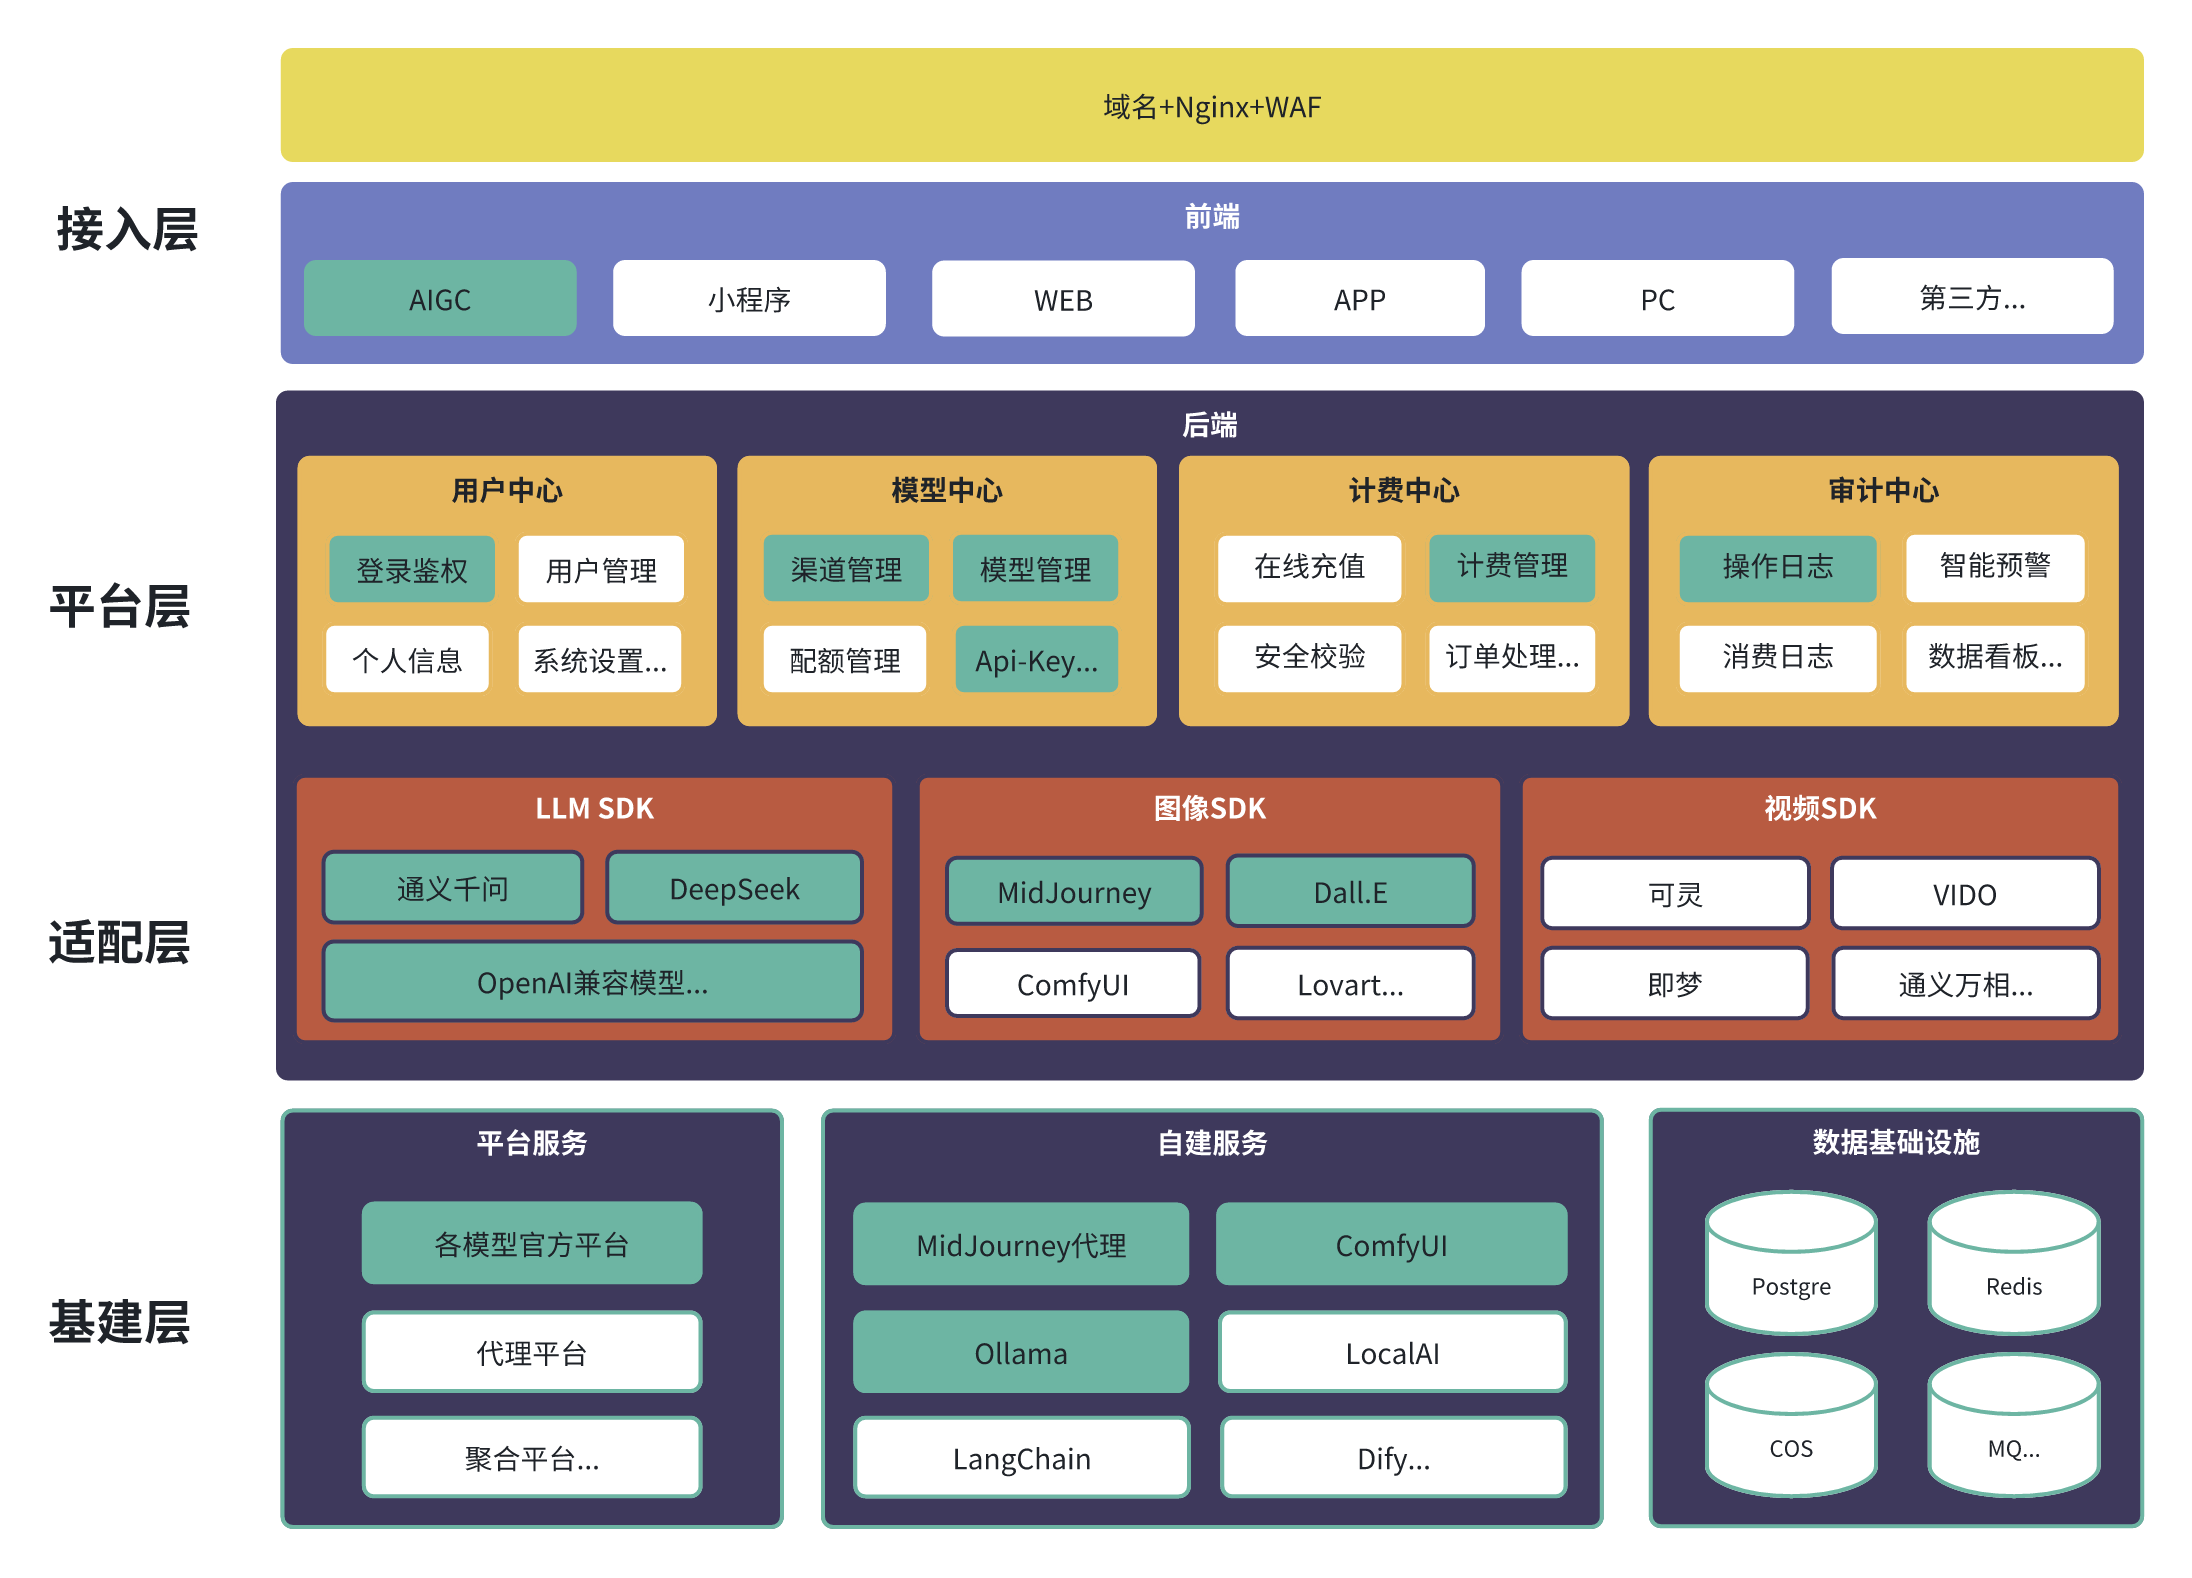 域名+Nginx+WAF
接入层
前端
AIGC
小程序
WEB
APP
PC
第三方...
后端
平台层
用户中心
登录鉴权
用户管理
个人信息
系统设置...
模型中心
渠道管理
模型管理
配额管理
Api-Key...
计费中心
在线充值
计费管理
安全校验
订单处理...
审计中心
操作日志
智能预警
消费日志
数据看板...
适配层
LLM SDK
通义千问
DeepSeek
OpenAI兼容模型...
图像SDK
MidJourney
Dall.E
ComfyUI
Lovart...
视频SDK
可灵
VIDO
即梦
通义万相...
基建层
平台服务
各模型官方平台
代理平台
聚合平台...
自建服务
MidJourney代理
ComfyUI
Ollama
LocalAI
LangChain
Dify...
数据基础设施
Postgre
Redis
COS
MQ...